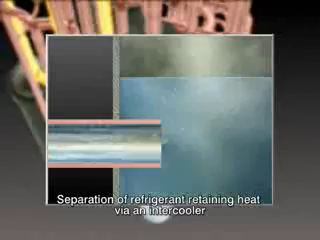 Separation of refrigerant retaining heat
via an intercooler